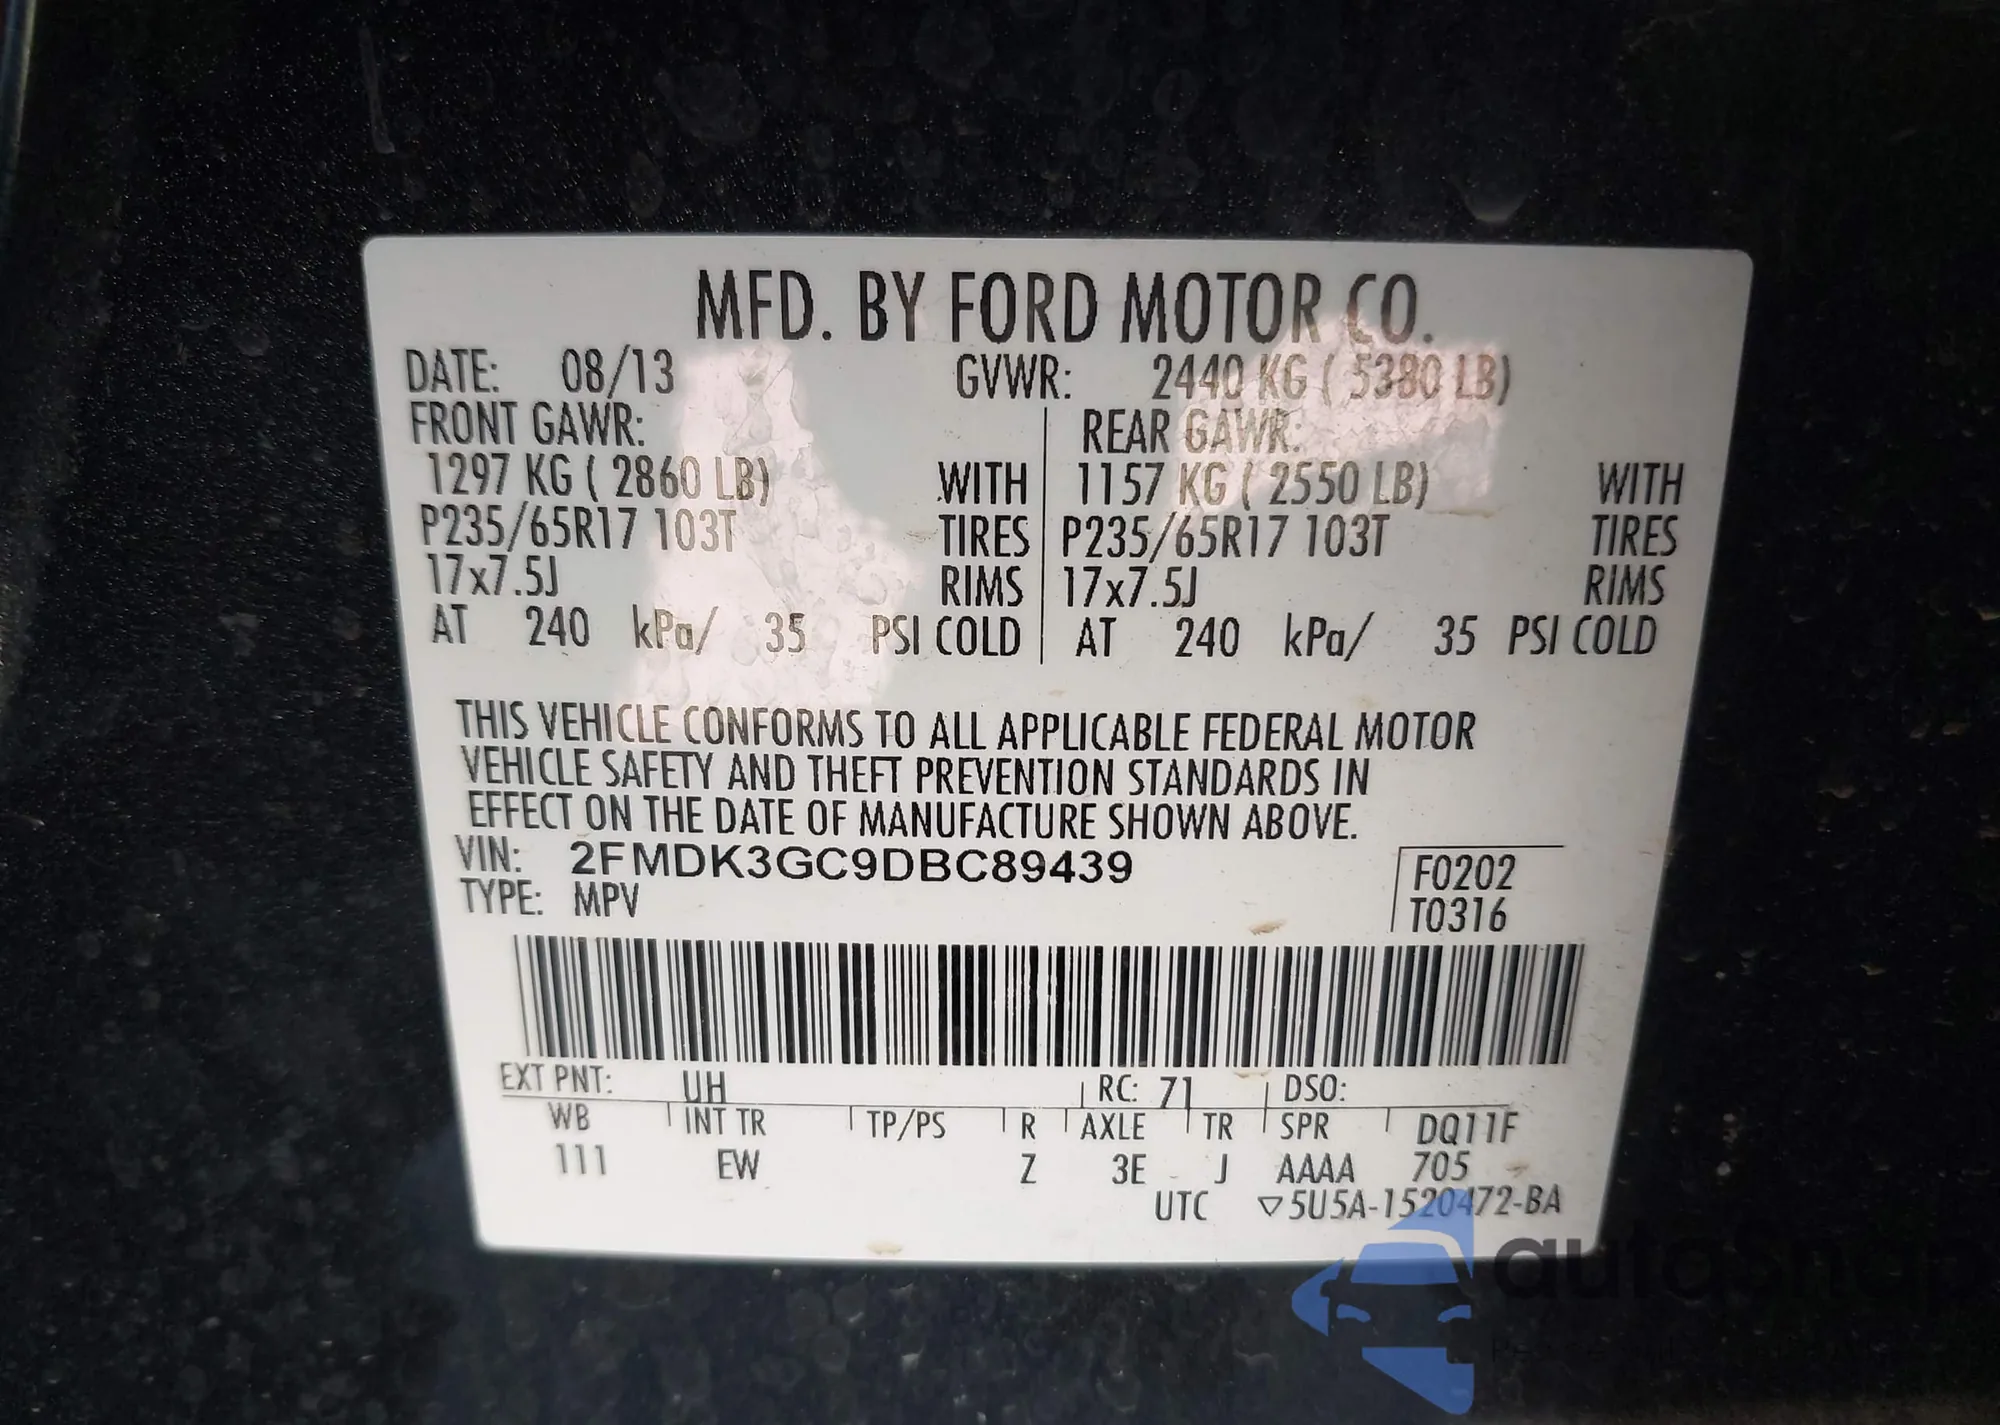 MFD. BY FORD MOTOR CO.
DATE: 08/13 GVWR: 2440 KG ( 5380 LB)
FRONT GAWR: REAR GAWR:
1297 KG ( 2860 LB) WITH 1157 KG ( 2550 LB) WITH
P235/65R17 103T TIRES P235/65R17 103T TIRES
17x7.5J RIMS 17x7.5J RIMS
AT 240 kPa/ 35 PSI COLD AT 240 kPa/ 35 PSI COLD
THIS VEHICLE CONFORMS TO ALL APPLICABLE FEDERAL MOTOR
VEHICLE SAFETY AND THEFT PREVENTION STANDARDS IN
EFFECT ON THE DATE OF MANUFACTURE SHOWN ABOVE.
VIN: 2FMDK3GC9DBC89439 F0202
TYPE: MPV T0316
EXT PNT: UH RC: 71 DSO:
WB INT TR TP/PS R AXLE TR SPR DQ11F
111 EW Z 3E J AAAA 705
UTC ▽5U5A-1520472-BA
autosnap